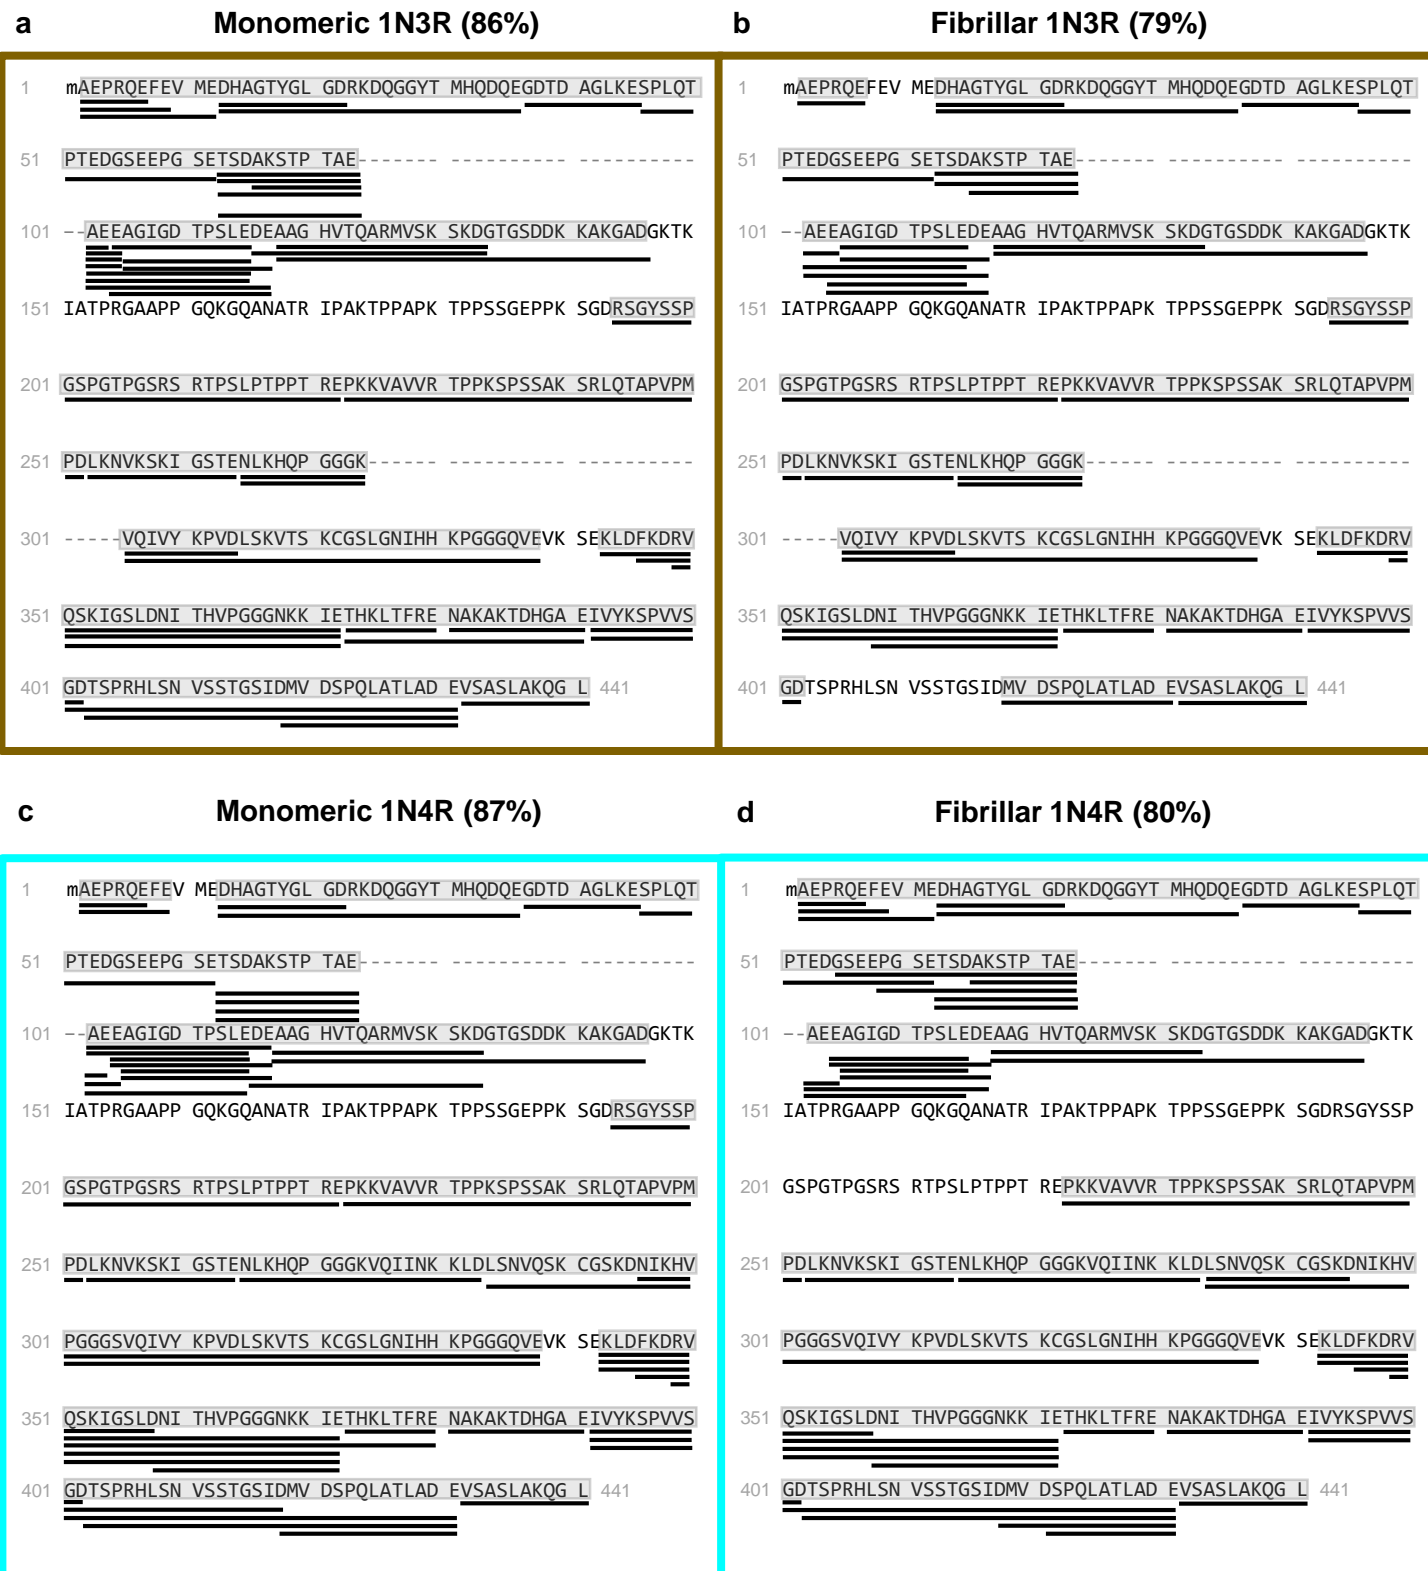 a Monomeric 1N3R (86%)
1 mAEPRQEFEV MEDHAGTYGL GDRKDQGGYT MHQDQEGDTD AGLKESPLQT
51 PTEDGSEEPG SETSDAKSTP TAE------ ---------- ----------
101 --AEEAGIGD TPSLEDEAAG HVTQARMVSK SKDGTGSDDK KAKGADGKTK
151 IATPRGAAPP GQKGQANATR IPAKTPPAPK TPPSSGEPPK SGDRSGYSSP
201 GSPGTPGSRS RTPSLPTPPT REPKKVAVVR TPPKSPSSAK SRLQTAPVPM
251 PDLKNVKSKI GSTENLKHQP GGGK------ ---------- ----------
301 -----VQIVY KPVDLSKVTS KCGSLGNIHH KPGGGQVEVK SEKLDFKDRV
351 QSKIGSLDNI THVPGGGNKK IETHKLTFRE NAKAKTDHGA EIVYKSPVVS
401 GDTSPRHLSN VSSTGSIDMV DSPQLATLAD EVSASLAKQG L 441
b Fibrillar 1N3R (79%)
1 mAEPRQEFEV MEDHAGTYGL GDRKDQGGYT MHQDQEGDTD AGLKESPLQT
51 PTEDGSEEPG SETSDAKSTP TAE------ ---------- ----------
101 --AEEAGIGD TPSLEDEAAG HVTQARMVSK SKDGTGSDDK KAKGADGKTK
151 IATPRGAAPP GQKGQANATR IPAKTPPAPK TPPSSGEPPK SGDRSGYSSP
201 GSPGTPGSRS RTPSLPTPPT REPKKVAVVR TPPKSPSSAK SRLQTAPVPM
251 PDLKNVKSKI GSTENLKHQP GGGK------ ---------- ----------
301 -----VQIVY KPVDLSKVTS KCGSLGNIHH KPGGGQVEVK SEKLDFKDRV
351 QSKIGSLDNI THVPGGGNKK IETHKLTFRE NAKAKTDHGA EIVYKSPVVS
401 GDTSPRHLSN VSSTGSIDMV DSPQLATLAD EVSASLAKQG L 441
c Monomeric 1N4R (87%)
1 mAEPRQEFEV MEDHAGTYGL GDRKDQGGYT MHQDQEGDTD AGLKESPLQT
51 PTEDGSEEPG SETSDAKSTP TAE------ ---------- ----------
101 --AEEAGIGD TPSLEDEAAG HVTQARMVSK SKDGTGSDDK KAKGADGKTK
151 IATPRGAAPP GQKGQANATR IPAKTPPAPK TPPSSGEPPK SGDRSGYSSP
201 GSPGTPGSRS RTPSLPTPPT REPKKVAVVR TPPKSPSSAK SRLQTAPVPM
251 PDLKNVKSKI GSTENLKHQP GGGKVQIINK KLDLSNVQSK CGSKDNIKHV
301 PGGGSVQIVY KPVDLSKVTS KCGSLGNIHH KPGGGQVEVK SEKLDFKDRV
351 QSKIGSLDNI THVPGGGNKK IETHKLTFRE NAKAKTDHGA EIVYKSPVVS
401 GDTSPRHLSN VSSTGSIDMV DSPQLATLAD EVSASLAKQG L 441
d Fibrillar 1N4R (80%)
1 mAEPRQEFEV MEDHAGTYGL GDRKDQGGYT MHQDQEGDTD AGLKESPLQT
51 PTEDGSEEPG SETSDAKSTP TAE------ ---------- ----------
101 --AEEAGIGD TPSLEDEAAG HVTQARMVSK SKDGTGSDDK KAKGADGKTK
151 IATPRGAAPP GQKGQANATR IPAKTPPAPK TPPSSGEPPK SGDRSGYSSP
201 GSPGTPGSRS RTPSLPTPPT REPKKVAVVR TPPKSPSSAK SRLQTAPVPM
251 PDLKNVKSKI GSTENLKHQP GGGKVQIINK KLDLSNVQSK CGSKDNIKHV
301 PGGGSVQIVY KPVDLSKVTS KCGSLGNIHH KPGGGQVEVK SEKLDFKDRV
351 QSKIGSLDNI THVPGGGNKK IETHKLTFRE NAKAKTDHGA EIVYKSPVVS
401 GDTSPRHLSN VSSTGSIDMV DSPQLATLAD EVSASLAKQG L 441